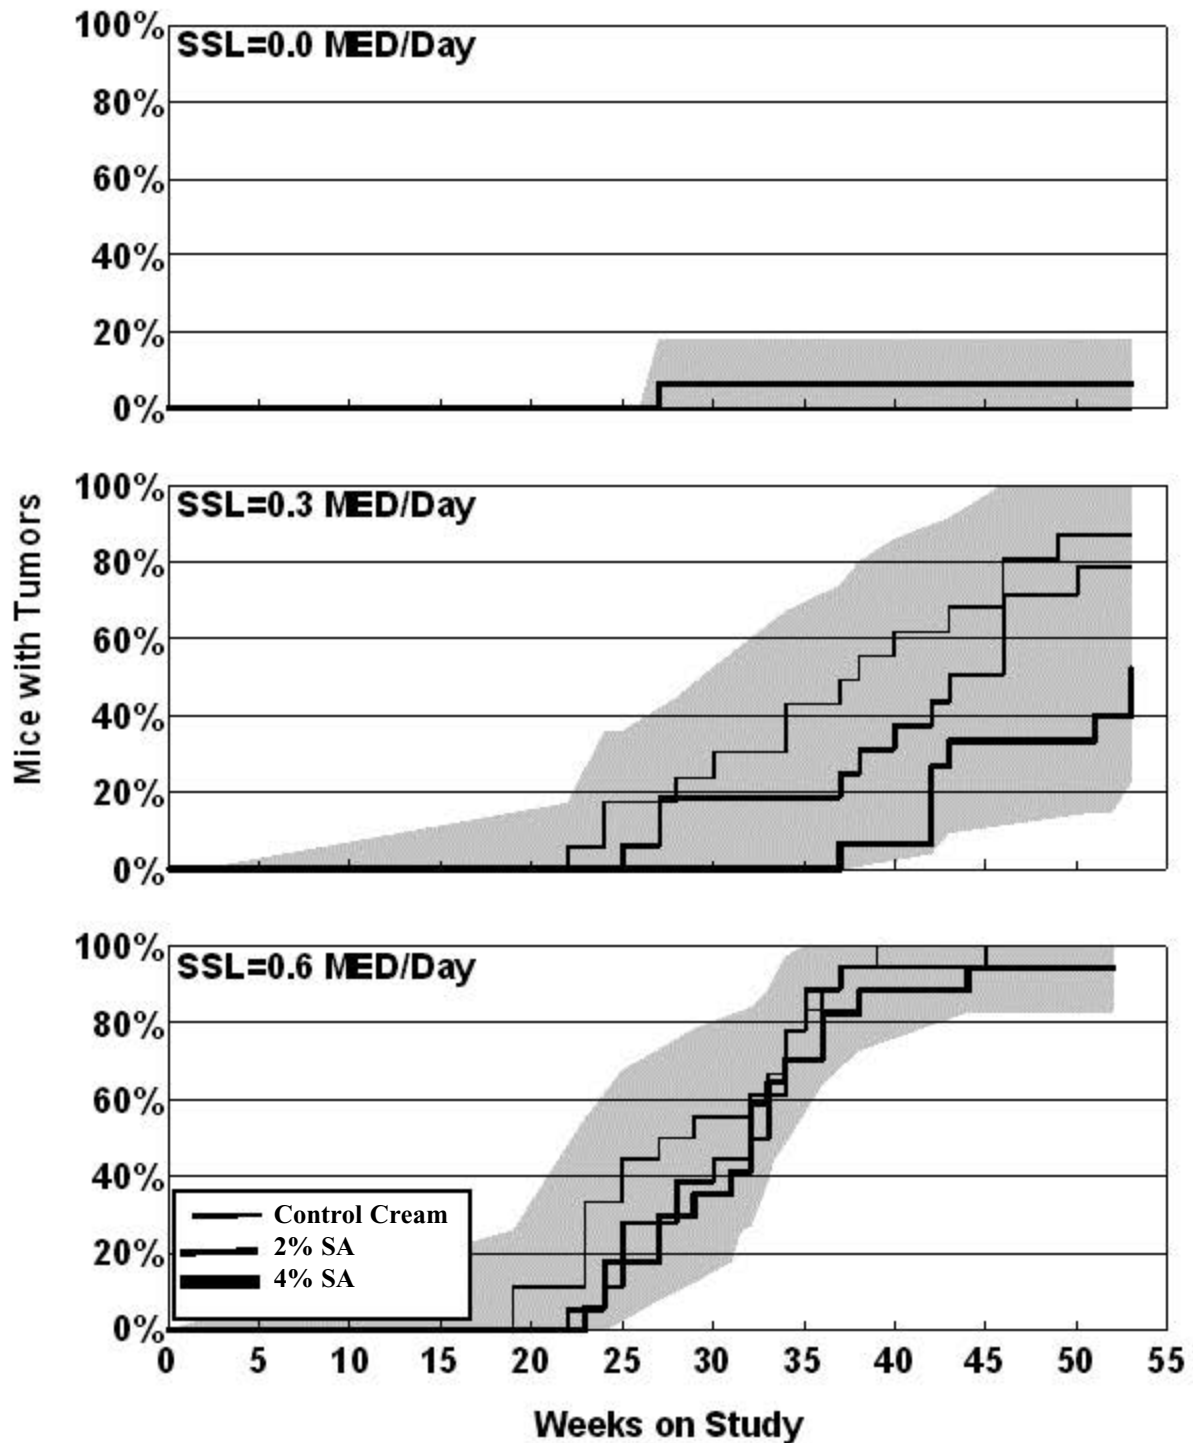 100%
SSL=0.0 MED/Day
80%
60%
40%
20%
0%
100%
SSL=0.3 MED/Day
80%
60%
40%
20%
0%
Mice with Tumors
100%
SSL=0.6 MED/Day
80%
60%
40%
20%
0%
Control Cream
2% SA
4% SA
0 5 10 15 20 25 30 35 40 45 50 55
Weeks on Study